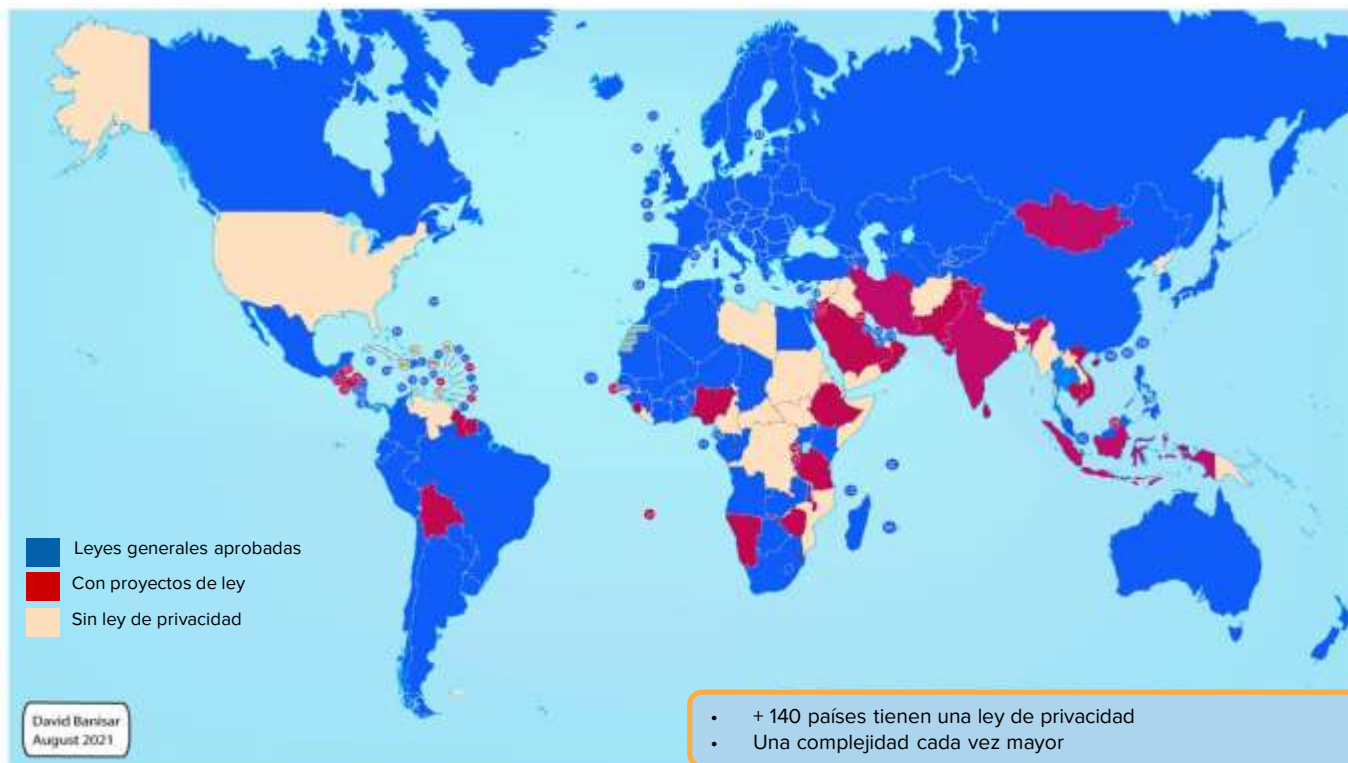 Leyes generales aprobadas
Con proyectos de ley
Sin ley de privacidad
David Banisar
August 2021
• + 140 países tienen una ley de privacidad
• Una complejidad cada vez mayor